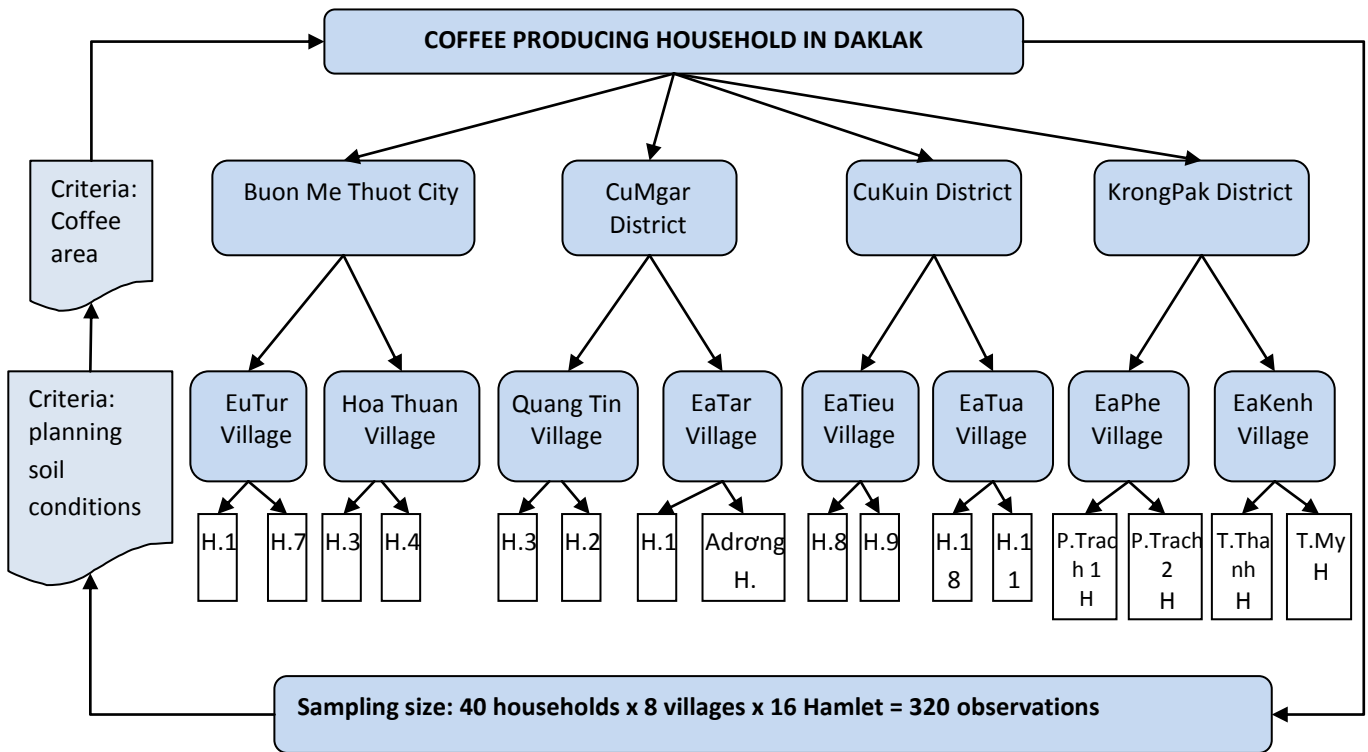 COFFEE PRODUCING HOUSEHOLD IN DAKLAK
Criteria:
Coffee
area
Buon Me Thuot City
CuMgar
District
CuKuin District
KrongPak District
Criteria:
planning
soil
conditions
EuTur
Village
Hoa Thuan
Village
Quang Tin
Village
EaTar
Village
EaTieu
Village
EaTua
Village
EaPhe
Village
EaKenh
Village
H.1
H.7
H.3
H.4
H.3
H.2
H.1
Adrơng
H.
H.8
H.9
H.1
8
H.1
1
P.Trac
h 1
H
P.Trach
2
H
T.Tha
nh
H
T.My
H
Sampling size: 40 households x 8 villages x 16 Hamlet = 320 observations